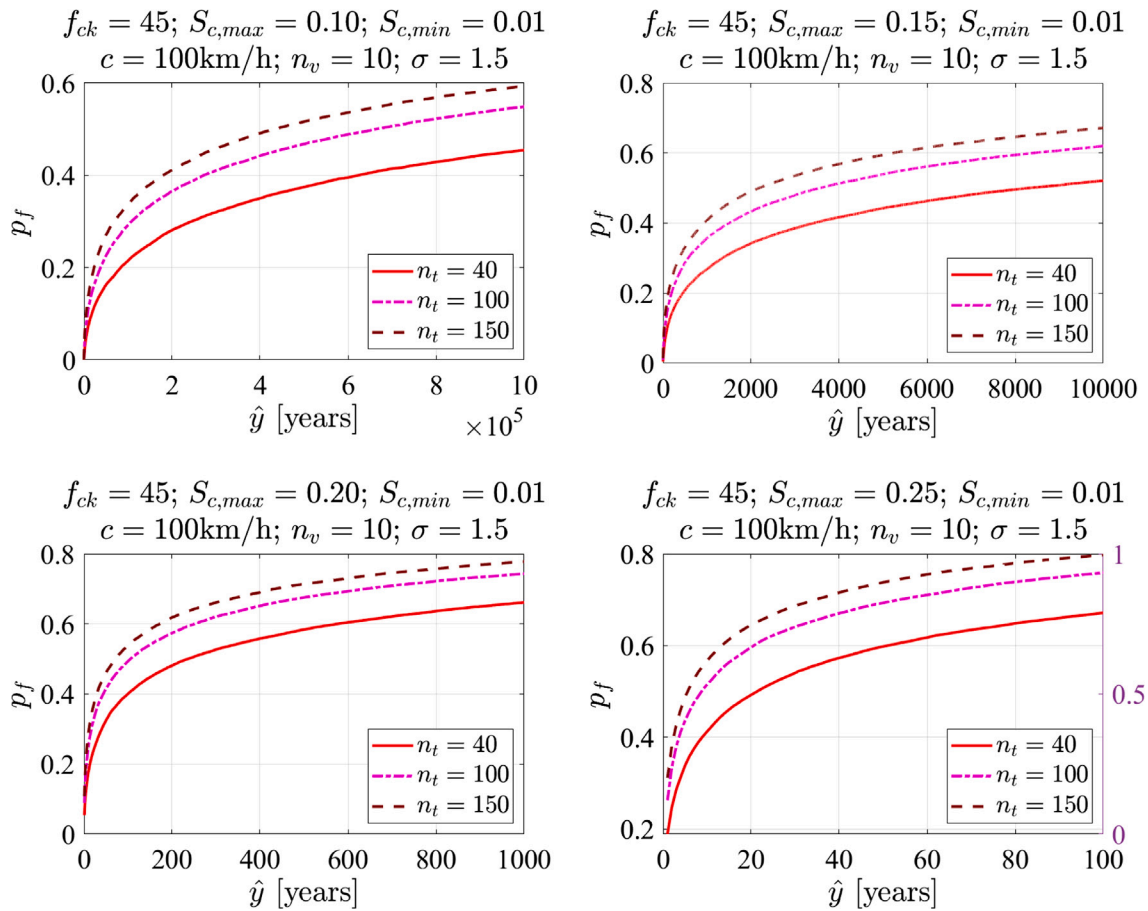 f_ck = 45; S_c,max = 0.10; S_c,min = 0.01
c = 100km/h; n_v = 10; σ = 1.5
0.6
0.4
0.2
0
p_f
n_t = 40
n_t = 100
n_t = 150
0 2 4 6 8 10
ŷ [years]
×10^5
f_ck = 45; S_c,max = 0.15; S_c,min = 0.01
c = 100km/h; n_v = 10; σ = 1.5
0.8
0.6
0.4
0.2
0
p_f
n_t = 40
n_t = 100
n_t = 150
0 2000 4000 6000 8000 10000
ŷ [years]
f_ck = 45; S_c,max = 0.20; S_c,min = 0.01
c = 100km/h; n_v = 10; σ = 1.5
0.8
0.6
0.4
0.2
0
p_f
n_t = 40
n_t = 100
n_t = 150
0 200 400 600 800 1000
ŷ [years]
f_ck = 45; S_c,max = 0.25; S_c,min = 0.01
c = 100km/h; n_v = 10; σ = 1.5
0.8
0.6
0.4
0.2
p_f
1
0.5
0
n_t = 40
n_t = 100
n_t = 150
0 20 40 60 80 100
ŷ [years]